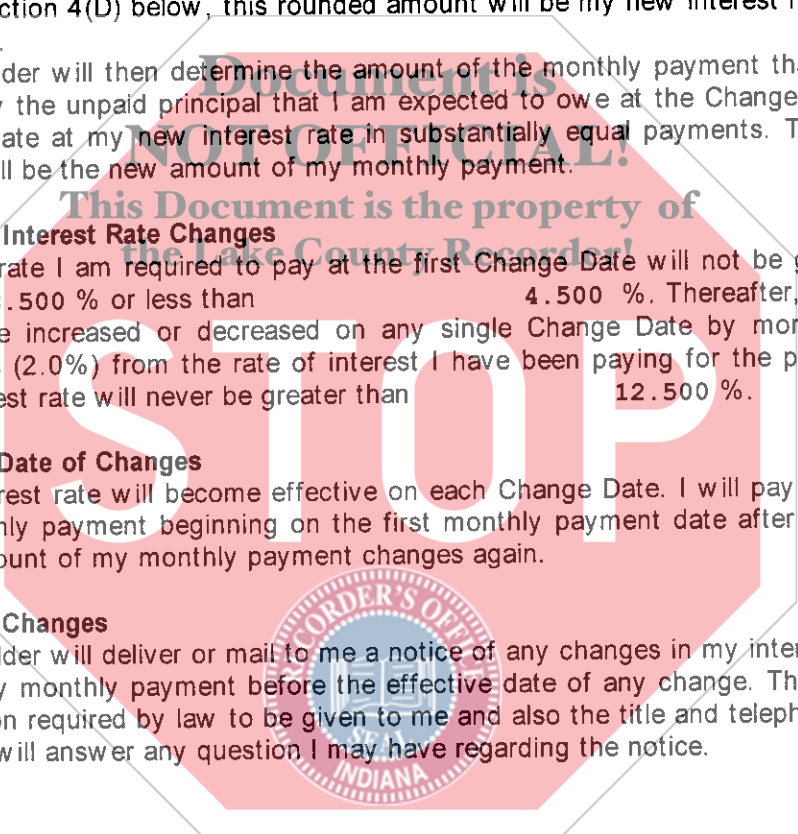 ction 4(D) below, this rounded amount will be my new interest
der will then determine the amount of the monthly payment th
the unpaid principal that I am expected to owe at the Change
ate at my new interest rate in substantially equal payments. T
ll be the new amount of my monthly payment.
Document is
NOT OFFICIAL!
This Document is the property of
the Lake County Recorder!
Interest Rate Changes
rate I am required to pay at the first Change Date will not be g
.500 % or less than 4.500 %. Thereafter,
e increased or decreased on any single Change Date by mor
(2.0%) from the rate of interest I have been paying for the p
est rate will never be greater than 12.500 %.
STOP
Date of Changes
rest rate will become effective on each Change Date. I will pay
nly payment beginning on the first monthly payment date after
ount of my monthly payment changes again.
Changes
lder will deliver or mail to me a notice of any changes in my inter
y monthly payment before the effective date of any change. Th
on required by law to be given to me and also the title and teleph
will answer any question I may have regarding the notice.
RECORDER'S OFFICE
SEAL
INDIANA